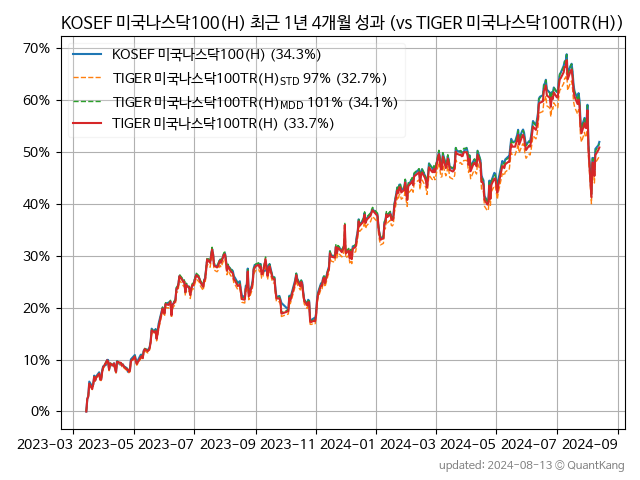 KOSEF 미국나스닥100(H) 최근 1년 4개월 성과 (vs TIGER 미국나스닥100TR(H))
KOSEF 미국나스닥100(H) (34.3%)
TIGER 미국나스닥100TR(H)STD 97% (32.7%)
TIGER 미국나스닥100TR(H)MDD 101% (34.1%)
TIGER 미국나스닥100TR(H) (33.7%)
70%
60%
50%
40%
30%
20%
10%
0%
2023-03 2023-05 2023-07 2023-09 2023-11 2024-01 2024-03 2024-05 2024-07 2024-09
updated: 2024-08-13 © QuantKang